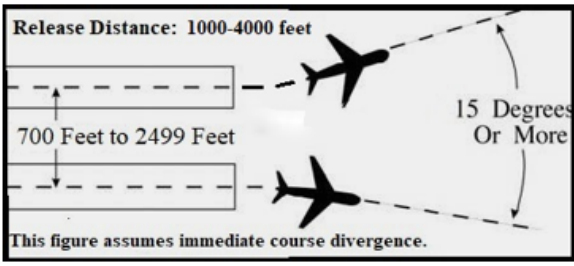 Release Distance: 1000-4000 feet
700 Feet to 2499 Feet
15 Degrees
Or More
This figure assumes immediate course divergence.